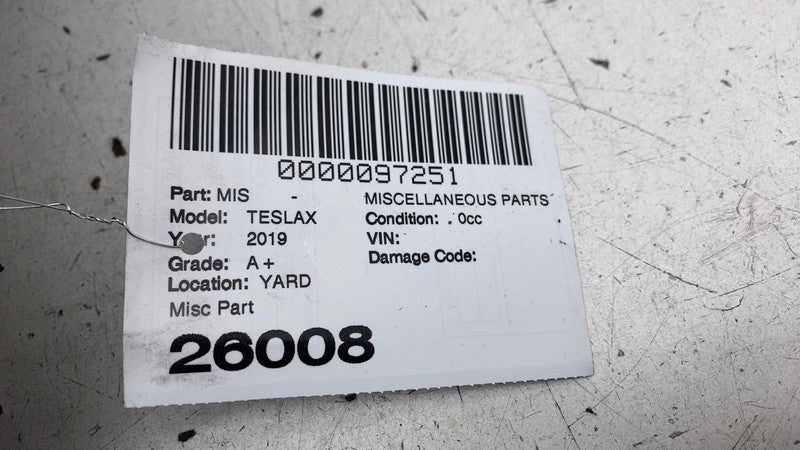 0000097251
Part: MIS - MISCELLANEOUS PARTS
Model: TESLAX Condition: . 0cc
Year: 2019 VIN:
Grade: A+ Damage Code:
Location: YARD
Misc Part
26008